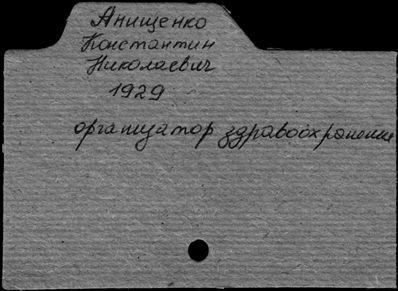 Анищенко
Константин
Николаевич
1929
организатор здравоохранения